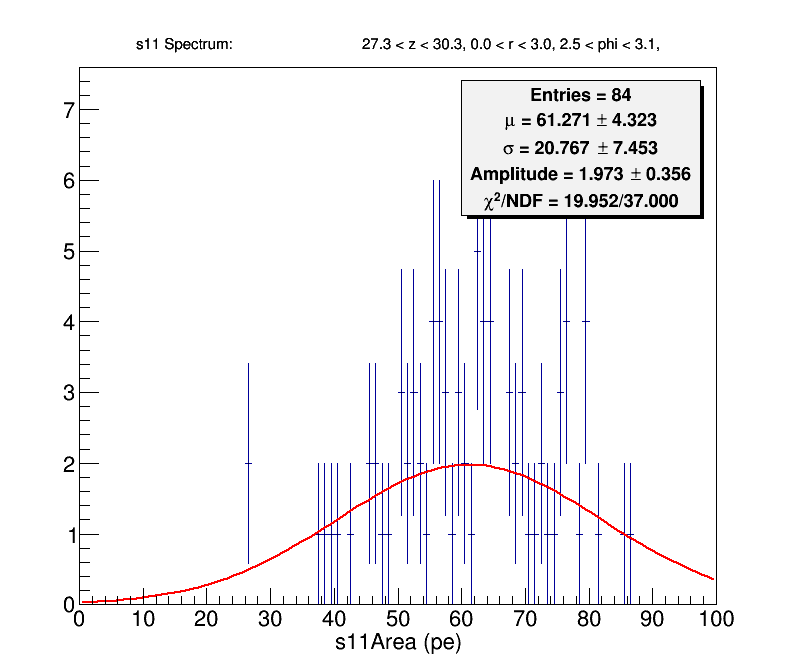 s11 Spectrum: 27.3 < z < 30.3, 0.0 < r < 3.0, 2.5 < phi < 3.1,
Entries = 84
μ = 61.271 ± 4.323
σ = 20.767 ± 7.453
Amplitude = 1.973 ± 0.356
χ²/NDF = 19.952/37.000
7
6
5
4
3
2
1
0
0 10 20 30 40 50 60 70 80 90 100
s11Area (pe)